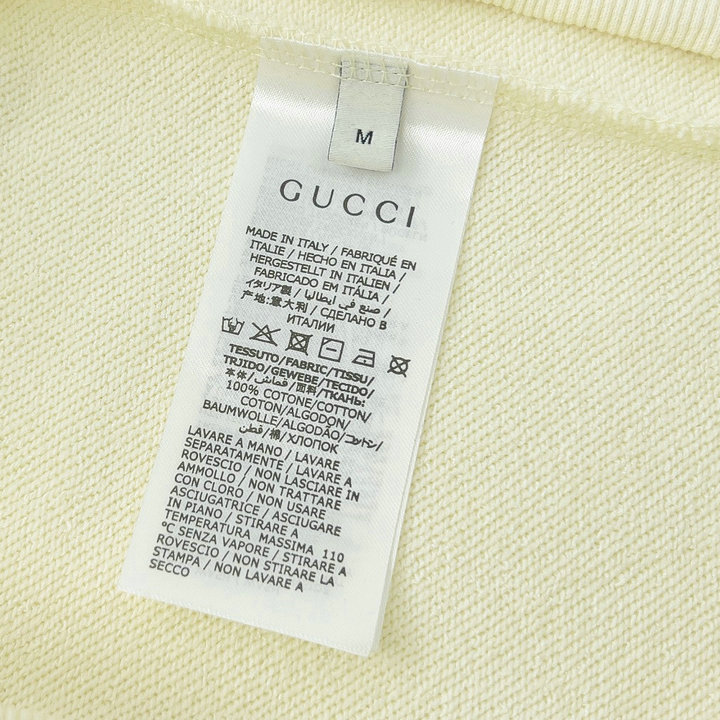 M
GUCCI
MADE IN ITALY / FABRIQUÉ EN
ITALIE / HECHO EN ITALIA /
HERGESTELLT IN ITALIEN /
FABRICADO EM ITÁLIA /
イタリア製 / صنع في ايطاليا /
产地:意大利 / СДЕЛАНО В
ИТАЛИИ
TESSUTO/FABRIC/TISSU/
TRJIDO/GEWEBE/TECIDO/
本体/قماش/面料/ТКАНЬ:
100% COTONE/COTTON/
COTON/ALGODON/
BAUMWOLLE/ALGODÃO/コットン/
قطن/棉/ХЛОПОК
LAVARE A MANO / LAVARE
SEPARATAMENTE / LAVARE A
ROVESCIO / NON LASCIARE IN
AMMOLLO / NON TRATTARE
CON CLORO / NON USARE
ASCIUGATRICE / ASCIUGARE
IN PIANO / STIRARE A
TEMPERATURA MASSIMA 110
°C SENZA VAPORE / STIRARE A
ROVESCIO / NON STIRARE LA
STAMPA / NON LAVARE A
SECCO